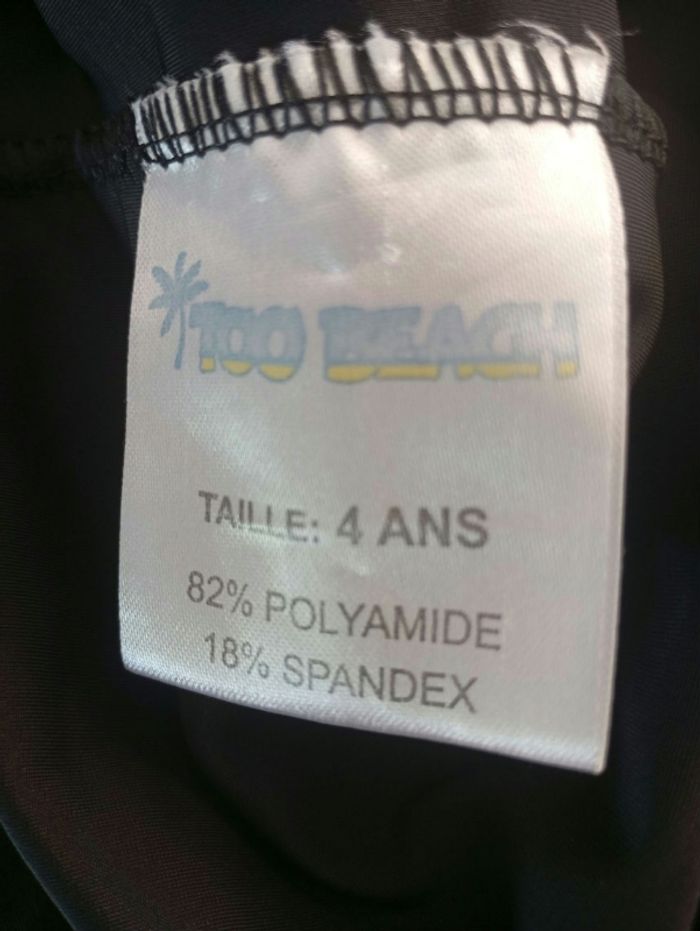 TOO BEACH
TAILLE: 4 ANS
82% POLYAMIDE
18% SPANDEX